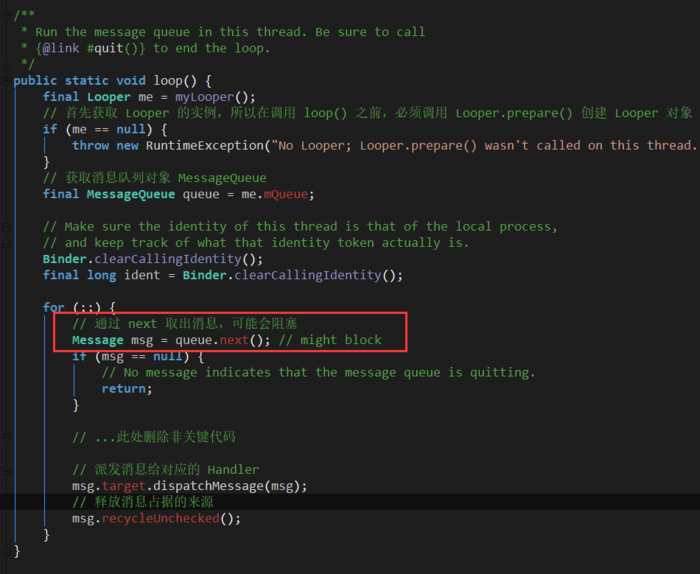 /**
 * Run the message queue in this thread. Be sure to call
 * {@link #quit()} to end the loop.
 */
public static void loop() {
    final Looper me = myLooper();
    // 首先获取 Looper 的实例，所以在调用 loop() 之前，必须调用 Looper.prepare() 创建 Looper 对象
    if (me == null) {
        throw new RuntimeException("No Looper; Looper.prepare() wasn't called on this thread.
    }
    // 获取消息队列对象 MessageQueue
    final MessageQueue queue = me.mQueue;

    // Make sure the identity of this thread is that of the local process,
    // and keep track of what that identity token actually is.
    Binder.clearCallingIdentity();
    final long ident = Binder.clearCallingIdentity();

    for (;;) {
        // 通过 next 取出消息，可能会阻塞
        Message msg = queue.next(); // might block
        if (msg == null) {
            // No message indicates that the message queue is quitting.
            return;
        }

        // ...此处删除非关键代码

        // 派发消息给对应的 Handler
        msg.target.dispatchMessage(msg);
        // 释放消息占据的来源
        msg.recycleUnchecked();
    }
}